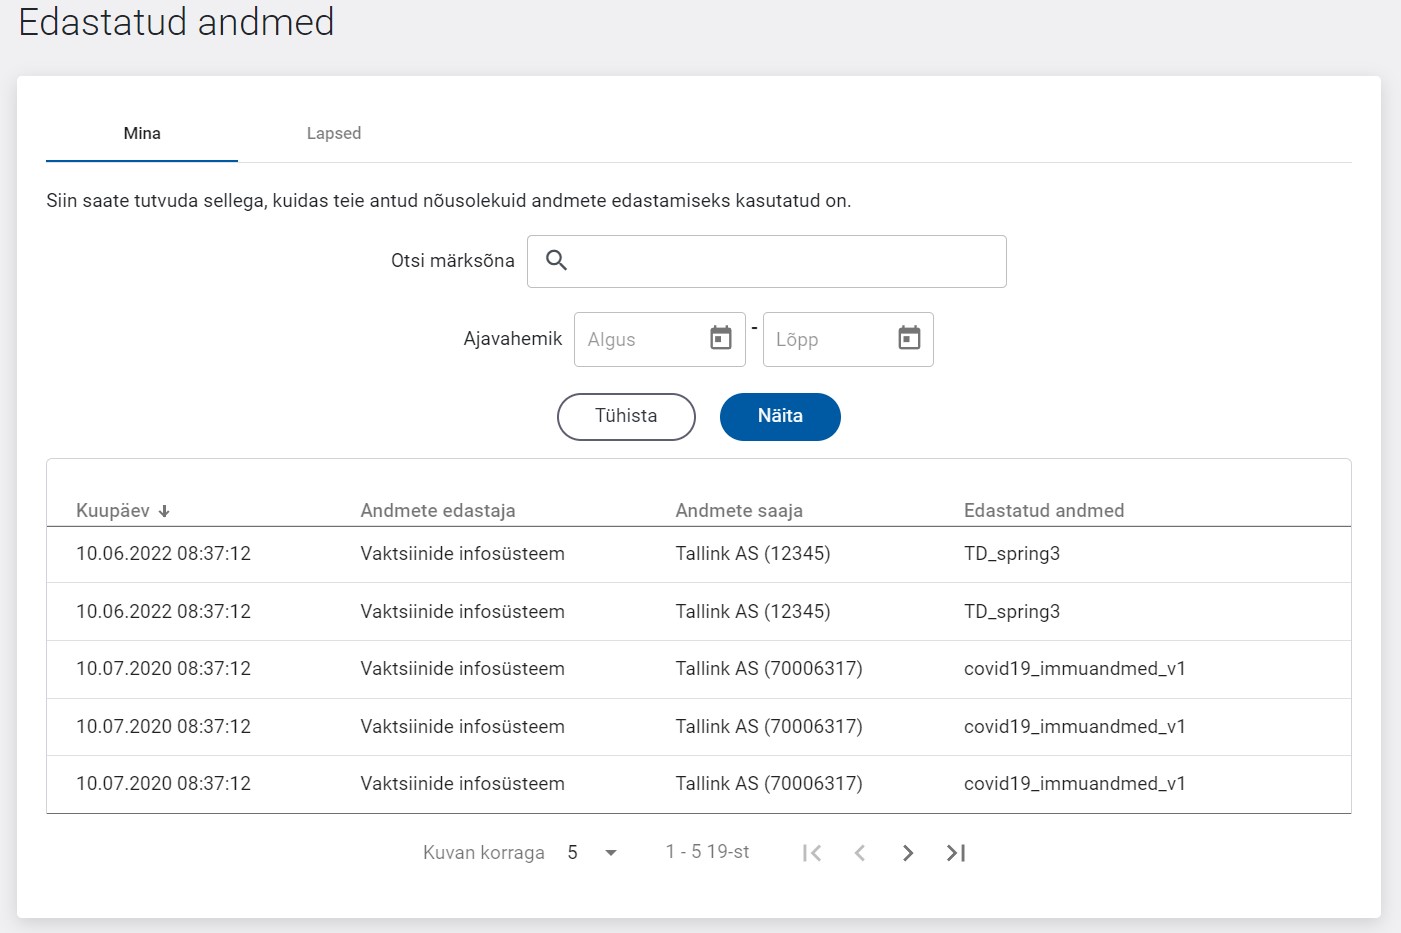 Edastatud andmed
Mina Lapsed
Siin saate tutvuda sellega, kuidas teie antud nõusolekuid andmete edastamiseks kasutatud on.
Otsi märksõna
Ajavahemik Algus - Lõpp
Tühista Näita
Kuupäev Andmete edastaja Andmete saaja Edastatud andmed
10.06.2022 08:37:12 Vaktsiinide infosüsteem Tallink AS (12345) TD_spring3
10.06.2022 08:37:12 Vaktsiinide infosüsteem Tallink AS (12345) TD_spring3
10.07.2020 08:37:12 Vaktsiinide infosüsteem Tallink AS (70006317) covid19_immuandmed_v1
10.07.2020 08:37:12 Vaktsiinide infosüsteem Tallink AS (70006317) covid19_immuandmed_v1
10.07.2020 08:37:12 Vaktsiinide infosüsteem Tallink AS (70006317) covid19_immuandmed_v1
Kuvan korraga 5 1 - 5 19-st